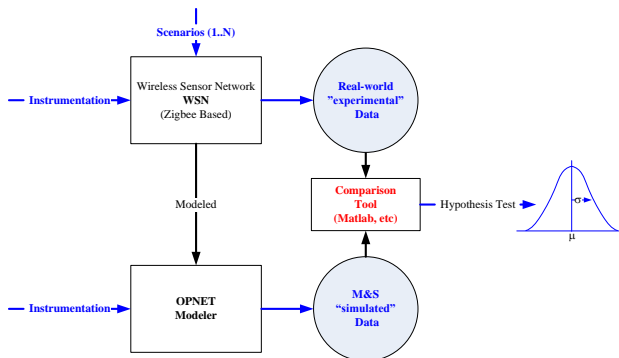 Scenarios (1..N)
Wireless Sensor Network
WSN
(Zigbee Based)
Instrumentation
Real-world
”experimental”
Data
Comparison
Tool
(Matlab, etc)
Hypothesis Test
σ
μ
Modeled
Instrumentation
OPNET
Modeler
M&S
“simulated”
Data